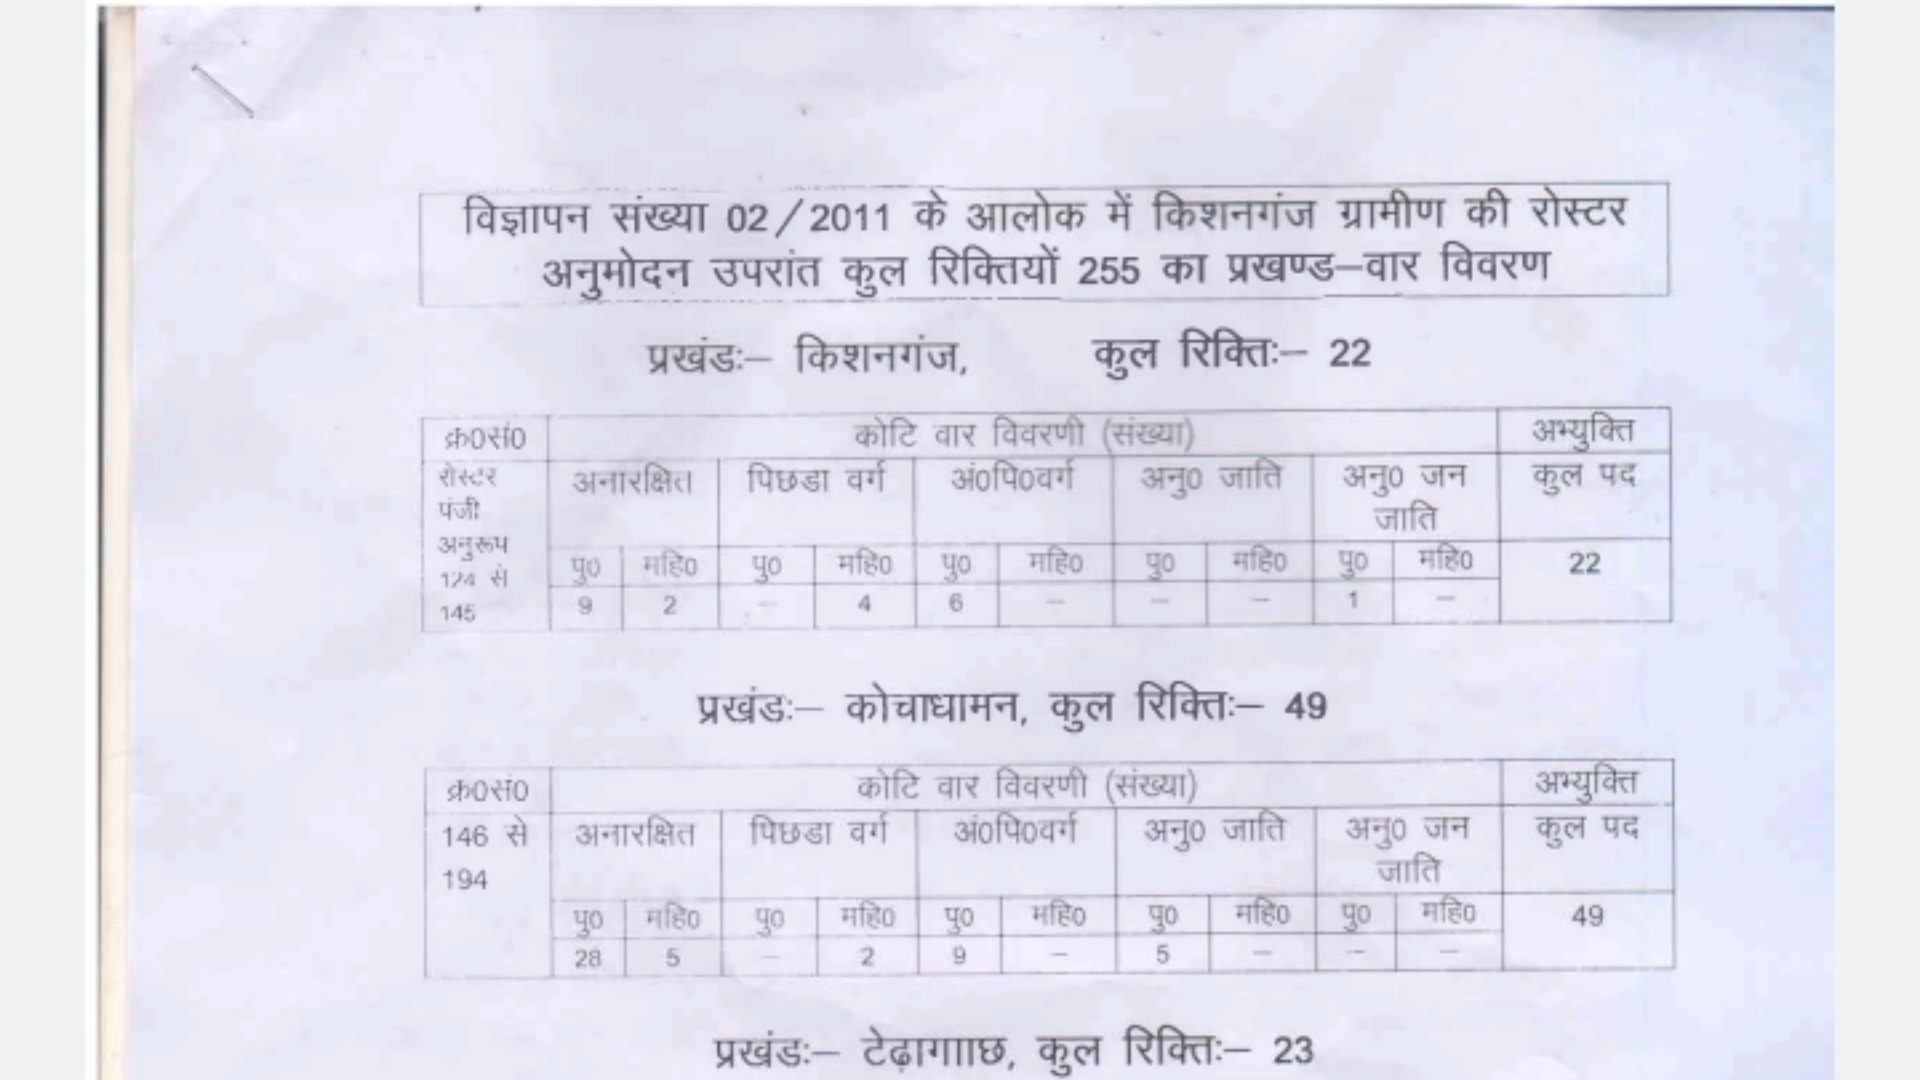 विज्ञापन संख्या 02/2011 के आलोक में किशनगंज ग्रामीण की रोस्टर
अनुमोदन उपरांत कुल रिक्तियों 255 का प्रखण्ड–वार विवरण
प्रखंडः– किशनगंज, कुल रिक्तिः– 22
क्र0सं0 कोटि वार विवरणी (संख्या) अभ्युक्ति
रोस्टर पंजी अनुरूप 124 से 145 अनारक्षित पिछडा वर्ग अं0पि0वर्ग अनु0 जाति अनु0 जन जाति कुल पद
पु0 महि0 पु0 महि0 पु0 महि0 पु0 महि0 पु0 महि0 22
9 2 – 4 6 – – – 1 –
प्रखंडः– कोचाधामन, कुल रिक्तिः– 49
क्र0सं0 कोटि वार विवरणी (संख्या) अभ्युक्ति
146 से 194 अनारक्षित पिछडा वर्ग अं0पि0वर्ग अनु0 जाति अनु0 जन जाति कुल पद
पु0 महि0 पु0 महि0 पु0 महि0 पु0 महि0 पु0 महि0 49
28 5 – 2 9 – 5 – – –
प्रखंडः– टेढ़ागााछ, कुल रिक्तिः– 23